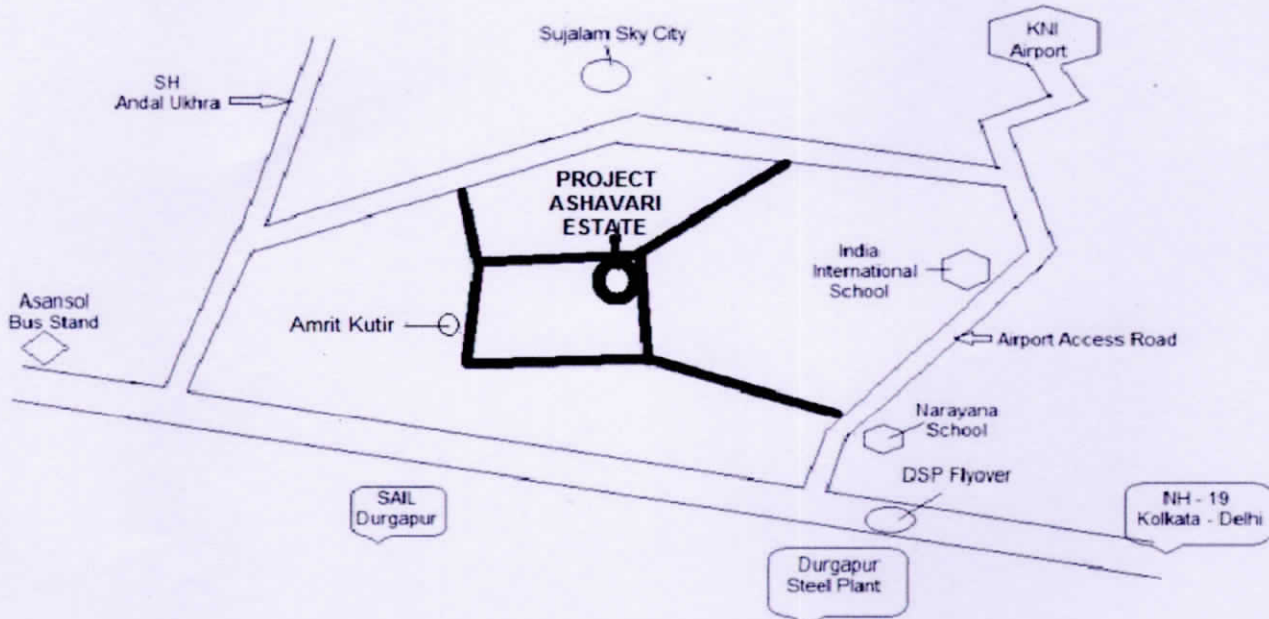 KNI
Airport
Sujalam Sky City
SH
Andal Ukhra
PROJECT
ASHAVARI
ESTATE
India
International
School
Asansol
Bus Stand
Amrit Kutir
Airport Access Road
Narayana
School
DSP Flyover
SAIL
Durgapur
NH - 19
Kolkata - Delhi
Durgapur
Steel Plant